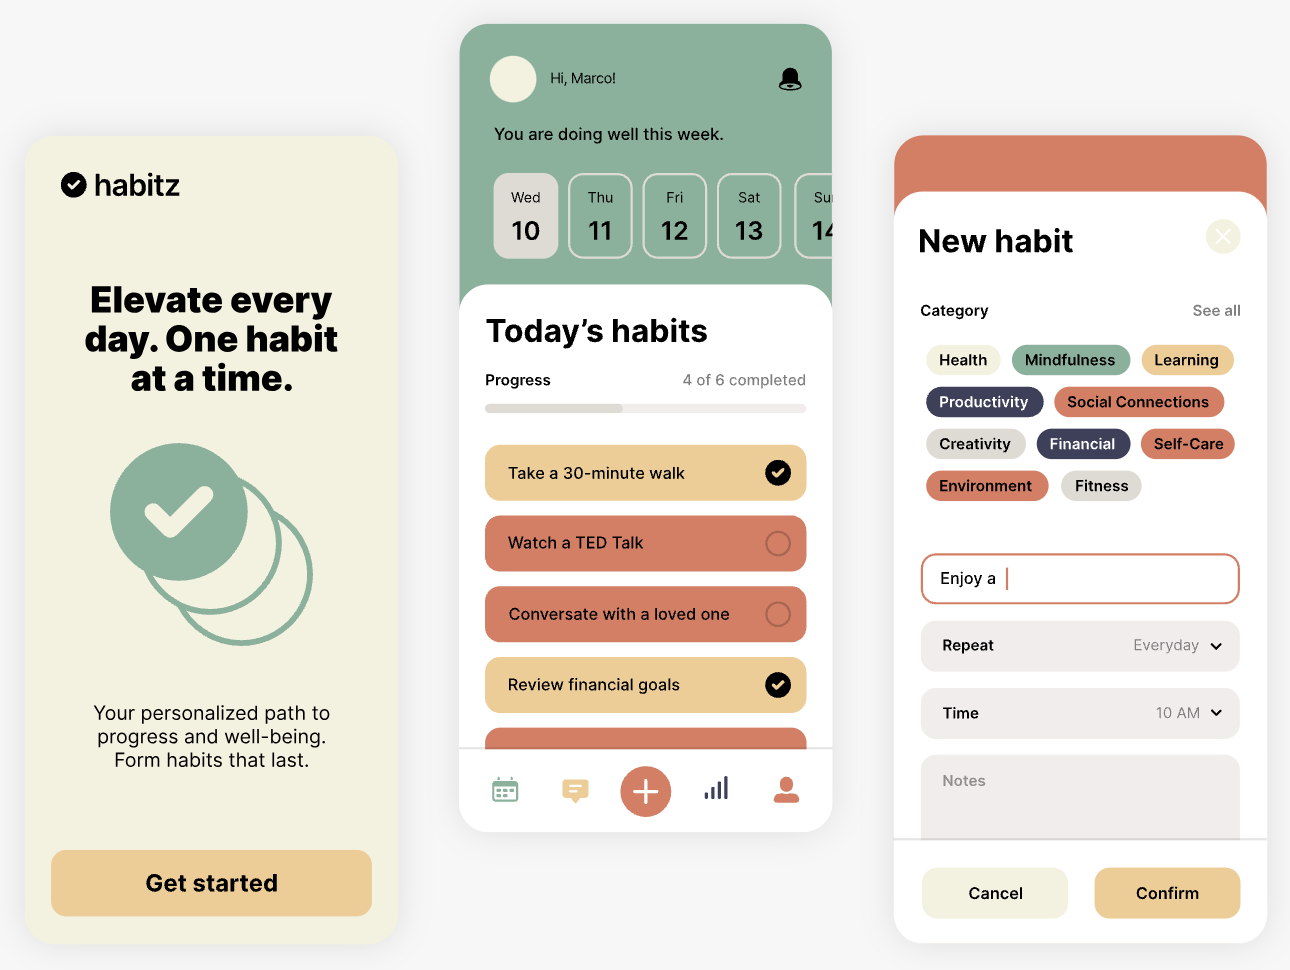 habitz
Elevate every
day. One habit
at a time.
Your personalized path to
progress and well-being.
Form habits that last.
Get started
Hi, Marco!
You are doing well this week.
Wed Thu Fri Sat Sun
10 11 12 13 14
Today’s habits
Progress 4 of 6 completed
Take a 30-minute walk
Watch a TED Talk
Conversate with a loved one
Review financial goals
New habit
Category See all
Health Mindfulness Learning
Productivity Social Connections
Creativity Financial Self-Care
Environment Fitness
Enjoy a
Repeat Everyday
Time 10 AM
Notes
Cancel Confirm